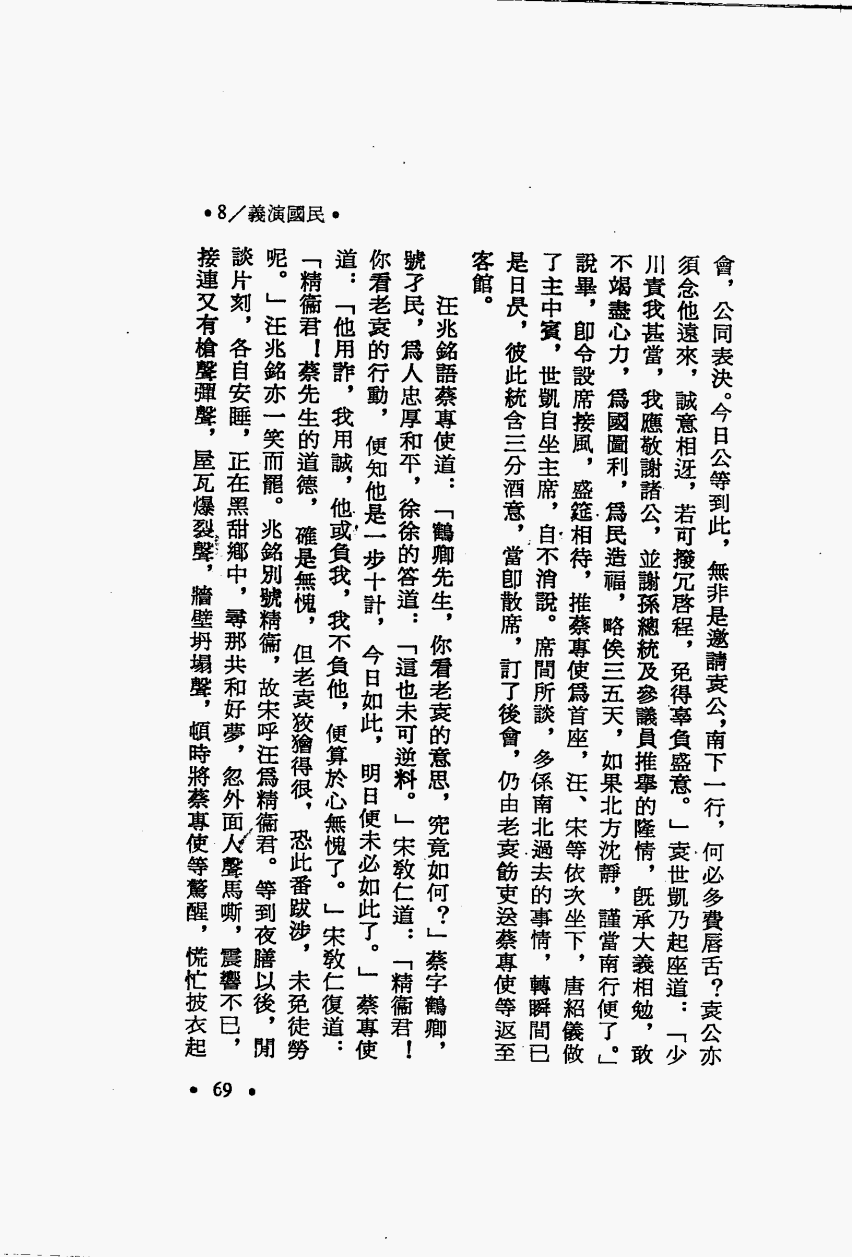 •8／義演國民•
會，公同表決。今日公等到此，無非是邀請袁公，南下一行，何必多費唇舌？袁公亦
須念他遠來，誠意相迓，若可撥冗啓程，免得辜負盛意。」袁世凱乃起座道：「少
川責我甚當，我應敬謝諸公，並謝孫總統及參議員推舉的隆情，旣承大義相勉，敢
不竭盡心力，爲國圖利，爲民造福，略俟三五天，如果北方沈靜，謹當南行便了。」
說畢，卽令設席接風，盛筵相待，推蔡專使爲首座，汪、宋等依次坐下，唐紹儀做
了主中賓，世凱自坐主席，自不消說。席間所談，多係南北過去的事情，轉瞬間已
是日昃，彼此統含三分酒意，當卽散席，訂了後會，仍由老袁飭吏送蔡專使等返至
客館。
汪兆銘語蔡專使道：「鶴卿先生，你看老袁的意思，究竟如何？」蔡字鶴卿，
號孑民，爲人忠厚和平，徐徐的答道：「這也未可逆料。」宋敎仁道：「精衞君！
你看老袁的行動，便知他是一步十計，今日如此，明日便未必如此了。」蔡專使
道：「他用詐，我用誠，他或負我，我不負他，便算於心無愧了。」宋敎仁復道：
「精衞君！蔡先生的道德，確是無愧，但老袁狡獪得很，恐此番跋涉，未免徒勞
呢。」汪兆銘亦一笑而罷。兆銘別號精衞，故宋呼汪爲精衞君。等到夜膳以後，閒
談片刻，各自安睡，正在黑甜鄉中，尋那共和好夢，忽外面人聲馬嘶，震響不已，
接連又有槍聲彈聲，屋瓦爆裂聲，牆壁坍塌聲，頓時將蔡專使等驚醒，慌忙披衣起
• 69 •